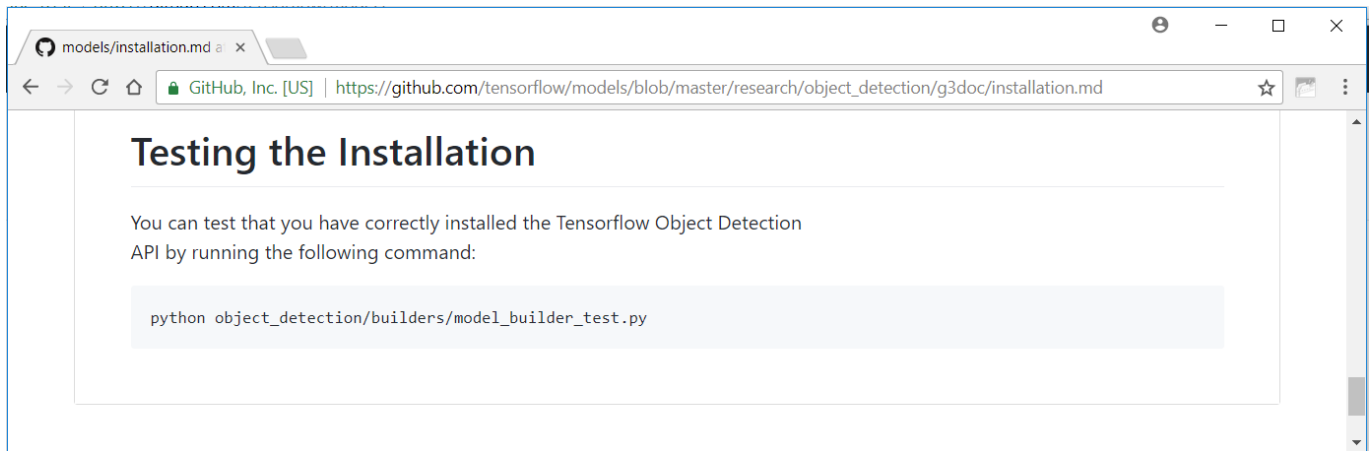 models/installation.md a
GitHub, Inc. [US] | https://github.com/tensorflow/models/blob/master/research/object_detection/g3doc/installation.md
Testing the Installation
You can test that you have correctly installed the Tensorflow Object Detection
API by running the following command:
python object_detection/builders/model_builder_test.py